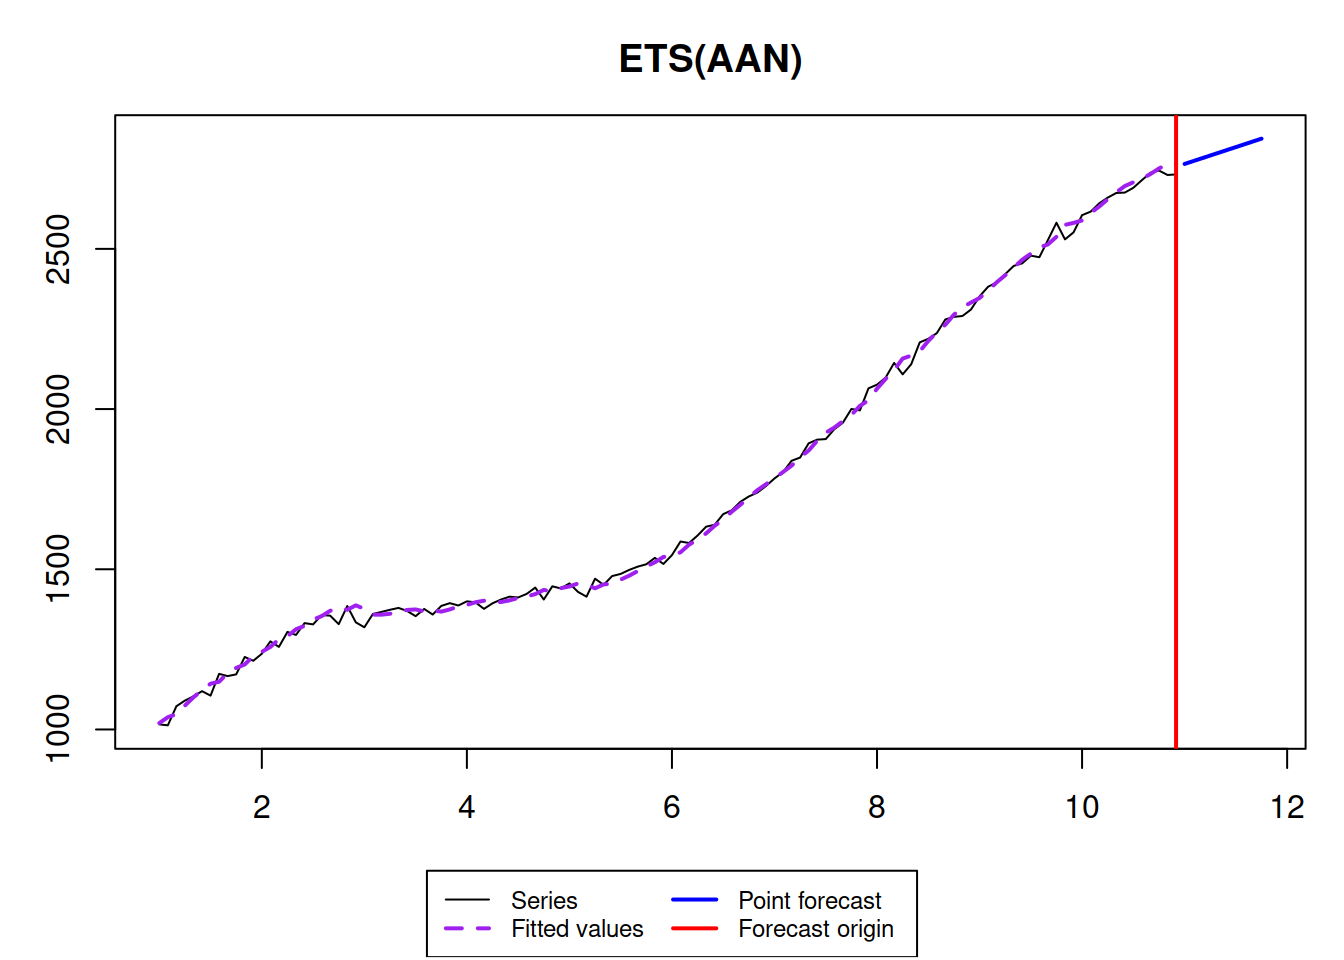 ETS(AAN)
2500
2000
1500
1000
2 4 6 8 10 12
Series Point forecast
Fitted values Forecast origin